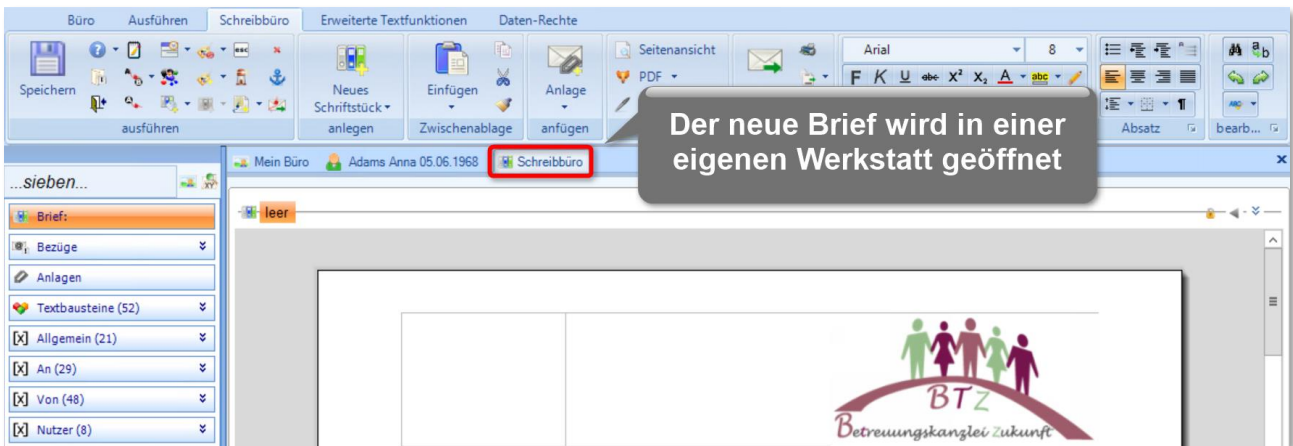 Büro Ausführen Schreibbüro Erweiterte Textfunktionen Daten-Rechte
Speichern
ausführen
Neues
Schriftstück
anlegen
Einfügen
Zwischenablage
Anlage
anfügen
Seitenansicht
PDF
Arial 8
F K U abc X² X₂ A abc
Absatz
bearb...
Der neue Brief wird in einer
eigenen Werkstatt geöffnet
Mein Büro Adams Anna 05.06.1968 Schreibbüro
...sieben...
Brief:
leer
Bezüge
Anlagen
Textbausteine (52)
[X] Allgemein (21)
[X] An (29)
[X] Von (48)
[X] Nutzer (8)
BTZ
Betreuungskanzlei Zukunft